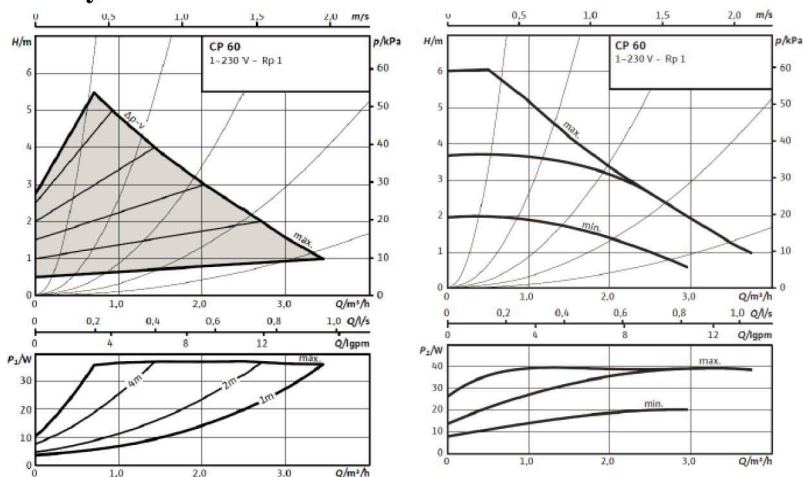 0 0,5 1,0 1,5 2,0 m/s
H/m
p/kPa
CP 60
1~230 V - Rp 1
Δp-v
max.
6
5
4
3
2
1
0
60
50
40
30
20
10
0
0 1,0 2,0 3,0 Q/m³/h
0 0,2 0,4 0,6 0,8 1,0 Q/l/s
0 4 8 12 Q/lgpm
P₁/W
30
20
10
0
max.
4m
2m
1m
0 1,0 2,0 3,0 Q/m³/h
0 0,5 1,0 1,5 2,0 m/s
H/m
p/kPa
CP 60
1~230 V - Rp 1
max.
min.
6
5
4
3
2
1
0
60
50
40
30
20
10
0
0 1,0 2,0 3,0 Q/m³/h
0 0,2 0,4 0,6 0,8 1,0 Q/l/s
0 4 8 12 Q/lgpm
P₁/W
40
30
20
10
0
max.
min.
0 1,0 2,0 3,0 Q/m³/h